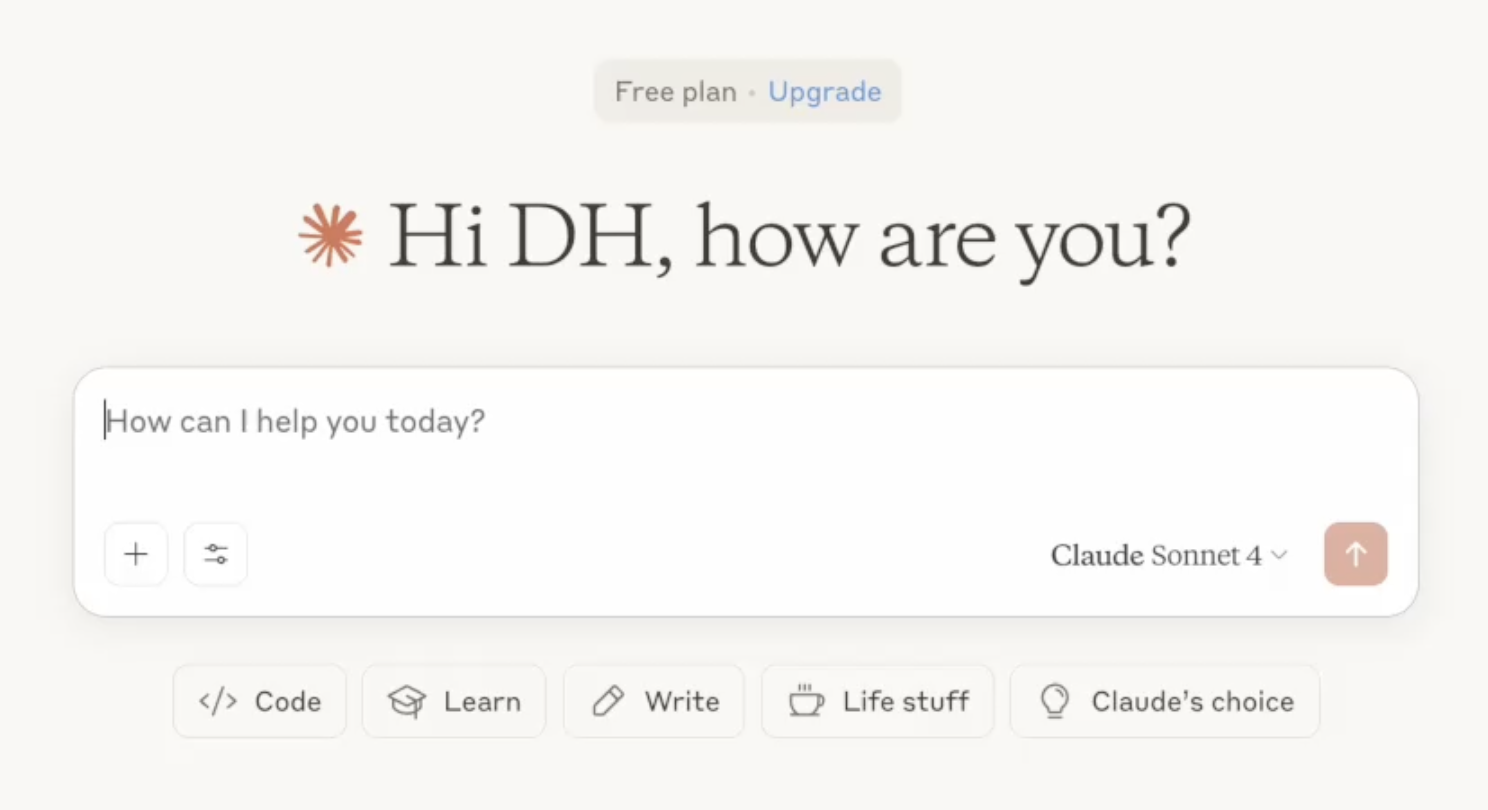 Free plan • Upgrade
Hi DH, how are you?
How can I help you today?
Claude Sonnet 4
Code
Learn
Write
Life stuff
Claude’s choice